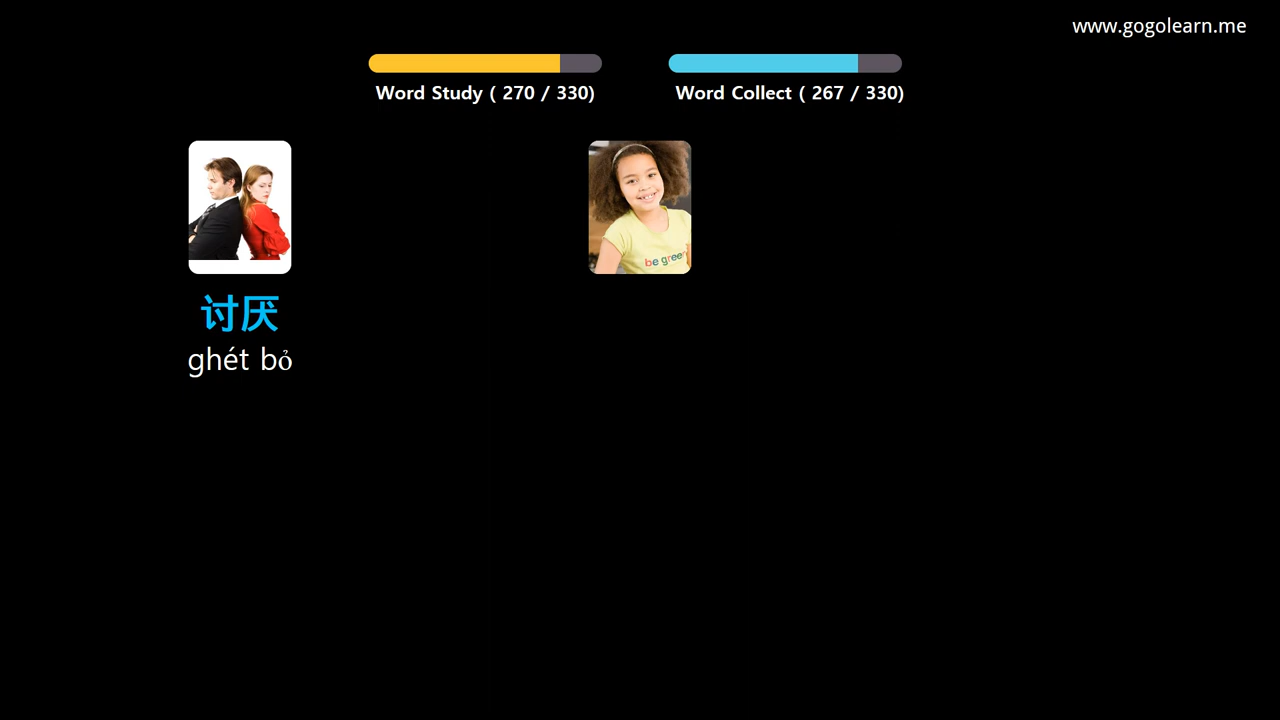 www.gogolearn.me
Word Study ( 270 / 330)
Word Collect ( 267 / 330)
be green
讨厌
ghét bỏ